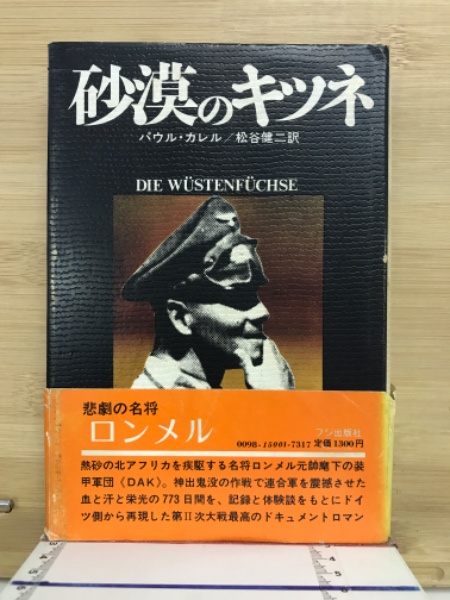 砂漠のキツネ
パウル・カレル／松谷健二訳
DIE WÜSTENFÜCHSE
悲劇の名将
ロンメル
フジ出版社
0098-15001-7317 定価1300円
熱砂の北アフリカを疾駆する名将ロンメル元帥麾下の装
甲軍団《DAK》。神出鬼没の作戦で連合軍を震撼させた
血と汗と栄光の773日間を、記録と体験談をもとにドイ
ツ側から再現した第II次大戦最高のドキュメントロマン